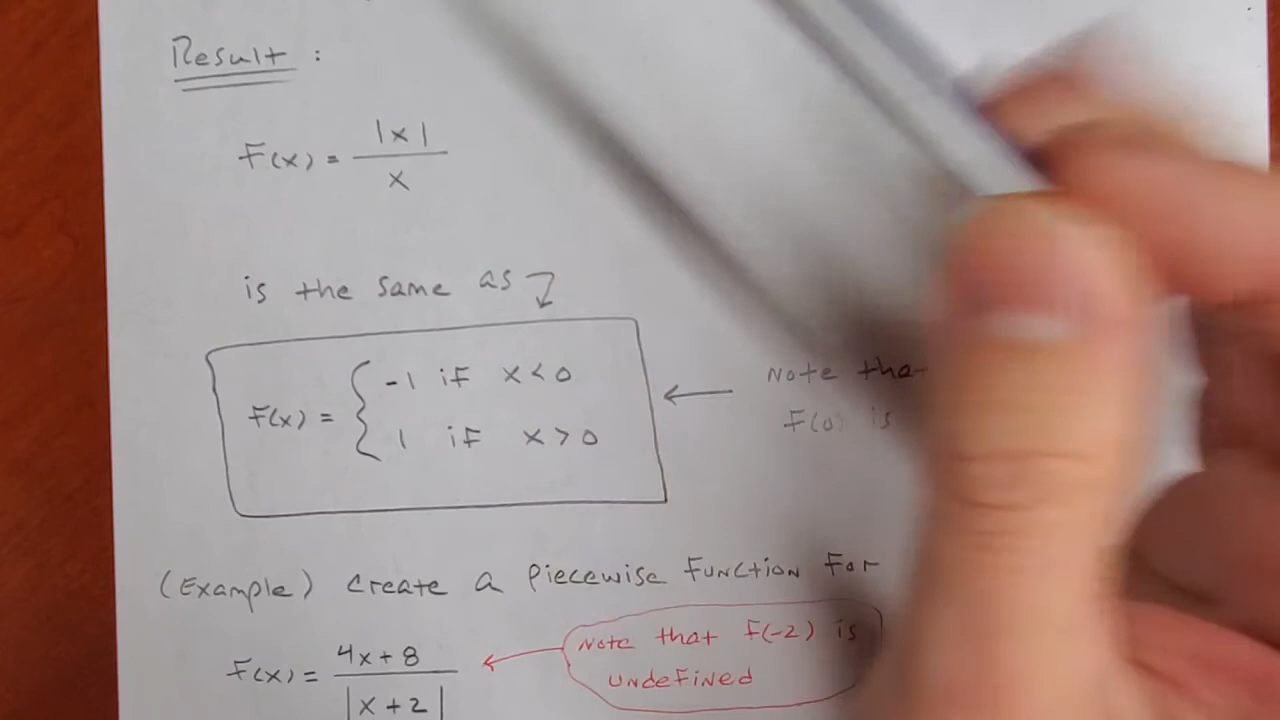 Result :
F(x) = |x| / x
is the same as
F(x) = { -1 if x < 0
1 if x > 0
Note that
F(0) is
(Example) Create a Piecewise Function For
F(x) = 4x+8 / |x+2|
Note that F(-2) is
undefined